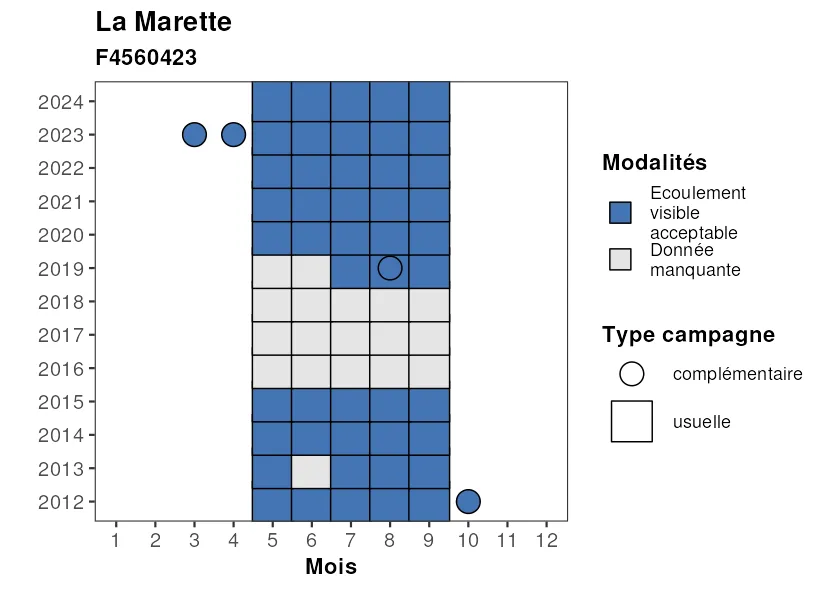 La Marette
F4560423
2024
2023
2022
2021
2020
2019
2018
2017
2016
2015
2014
2013
2012
1 2 3 4 5 6 7 8 9 10 11 12
Mois
Modalités
Ecoulement
visible
acceptable
Donnée
manquante
Type campagne
complémentaire
usuelle